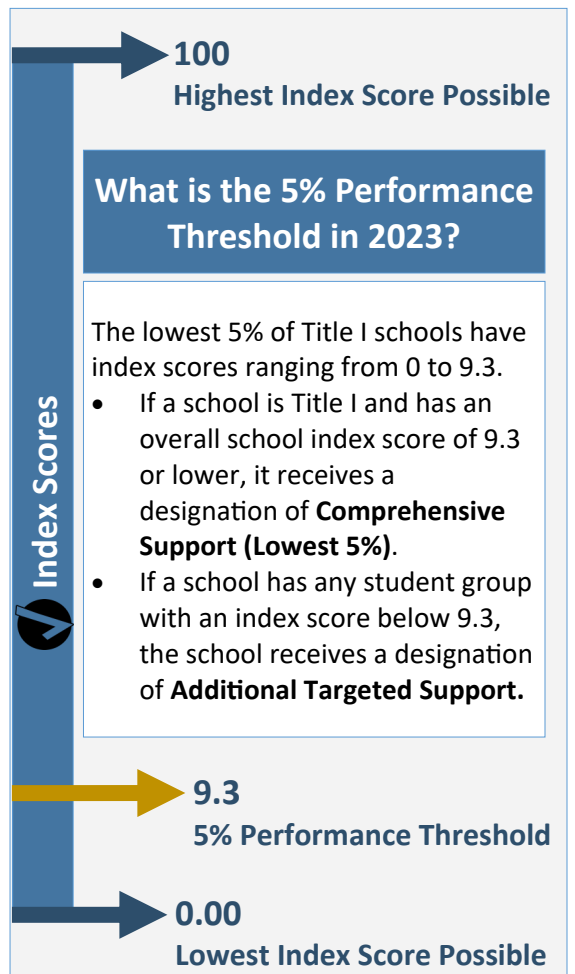 100
Highest Index Score Possible
What is the 5% Performance
Threshold in 2023?
The lowest 5% of Title I schools have
index scores ranging from 0 to 9.3.
• If a school is Title I and has an
overall school index score of 9.3
or lower, it receives a
designation of Comprehensive
Support (Lowest 5%).
• If a school has any student group
with an index score below 9.3,
the school receives a designation
of Additional Targeted Support.
Index Scores
9.3
5% Performance Threshold
0.00
Lowest Index Score Possible